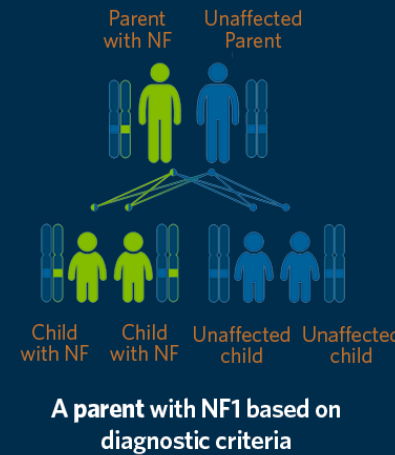 Parent with NF
Unaffected Parent
Child with NF
Child with NF
Unaffected child
Unaffected child
A parent with NF1 based on
diagnostic criteria